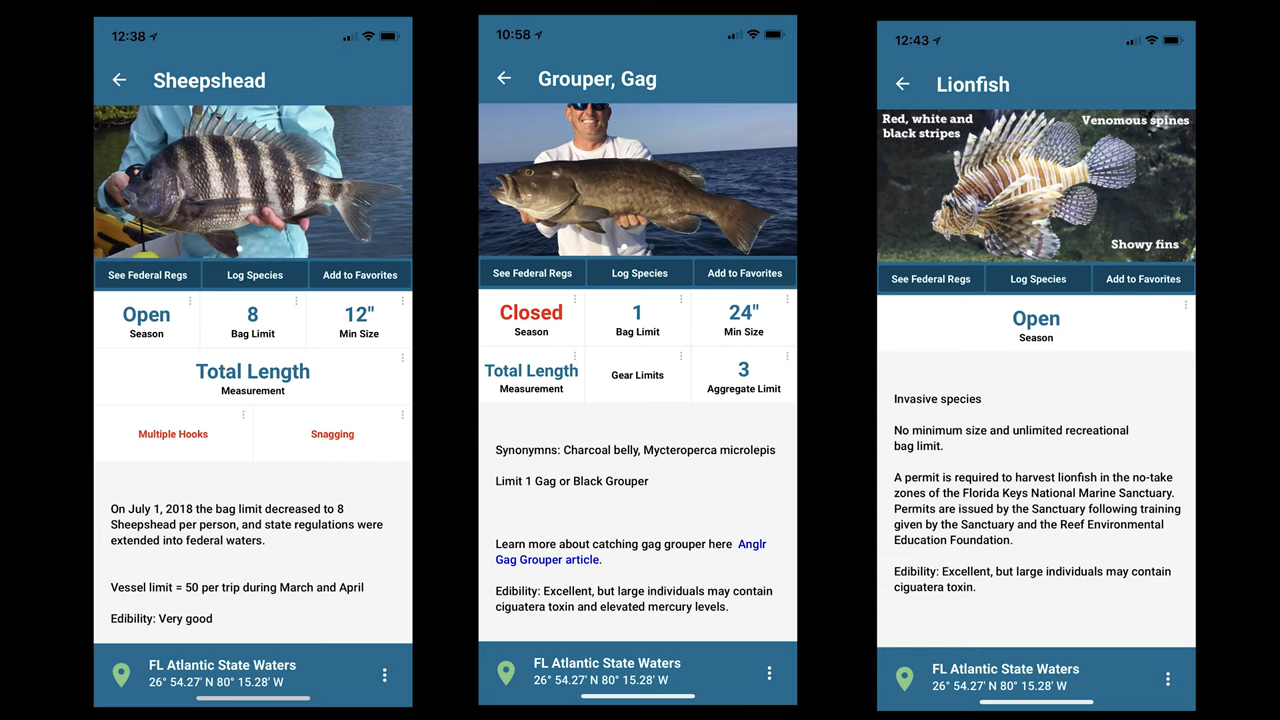 12:38
Sheepshead
See Federal Regs
Log Species
Add to Favorites
Open
Season
8
Bag Limit
12"
Min Size
Total Length
Measurement
Multiple Hooks
Snagging
On July 1, 2018 the bag limit decreased to 8
Sheepshead per person, and state regulations were
extended into federal waters.
Vessel limit = 50 per trip during March and April
Edibility: Very good
FL Atlantic State Waters
26° 54.27' N 80° 15.28' W
10:58
Grouper, Gag
See Federal Regs
Log Species
Add to Favorites
Closed
Season
1
Bag Limit
24"
Min Size
Total Length
Measurement
Gear Limits
3
Aggregate Limit
Synonymns: Charcoal belly, Mycteroperca microlepis
Limit 1 Gag or Black Grouper
Learn more about catching gag grouper here Anglr
Gag Grouper article.
Edibility: Excellent, but large individuals may contain
ciguatera toxin and elevated mercury levels.
FL Atlantic State Waters
26° 54.27' N 80° 15.28' W
12:43
Lionfish
Red, white and
black stripes
Venomous spines
Showy fins
See Federal Regs
Log Species
Add to Favorites
Open
Season
Invasive species
No minimum size and unlimited recreational
bag limit.
A permit is required to harvest lionfish in the no-take
zones of the Florida Keys National Marine Sanctuary.
Permits are issued by the Sanctuary following training
given by the Sanctuary and the Reef Environmental
Education Foundation.
Edibility: Excellent, but large individuals may contain
ciguatera toxin.
FL Atlantic State Waters
26° 54.27' N 80° 15.28' W